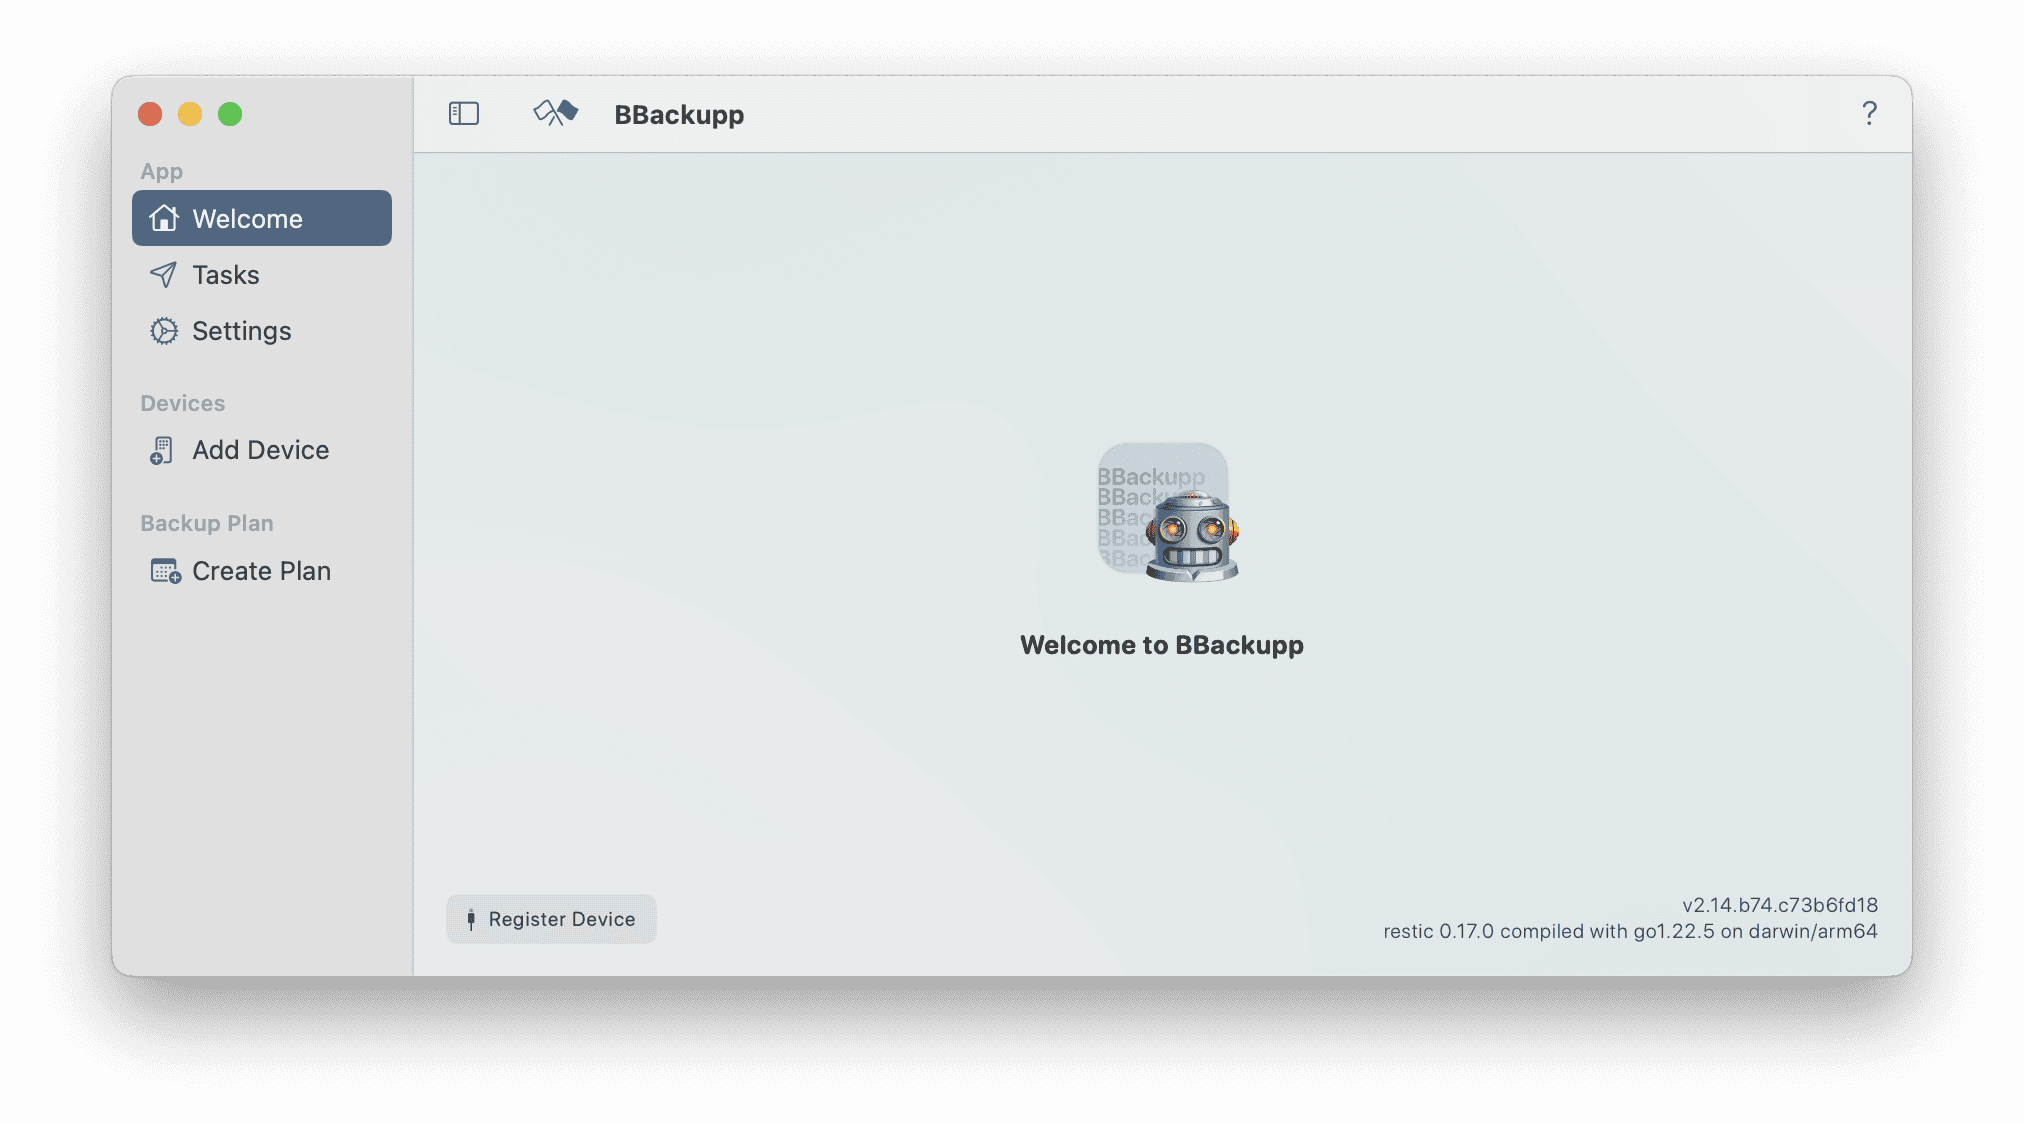 BBackupp
?
App
Welcome
Tasks
Settings
Devices
Add Device
Backup Plan
Create Plan
BBackupp
BBacku
BBac
BBac
BBac
Welcome to BBackupp
Register Device
v2.14.b74.c73b6fd18
restic 0.17.0 compiled with go1.22.5 on darwin/arm64